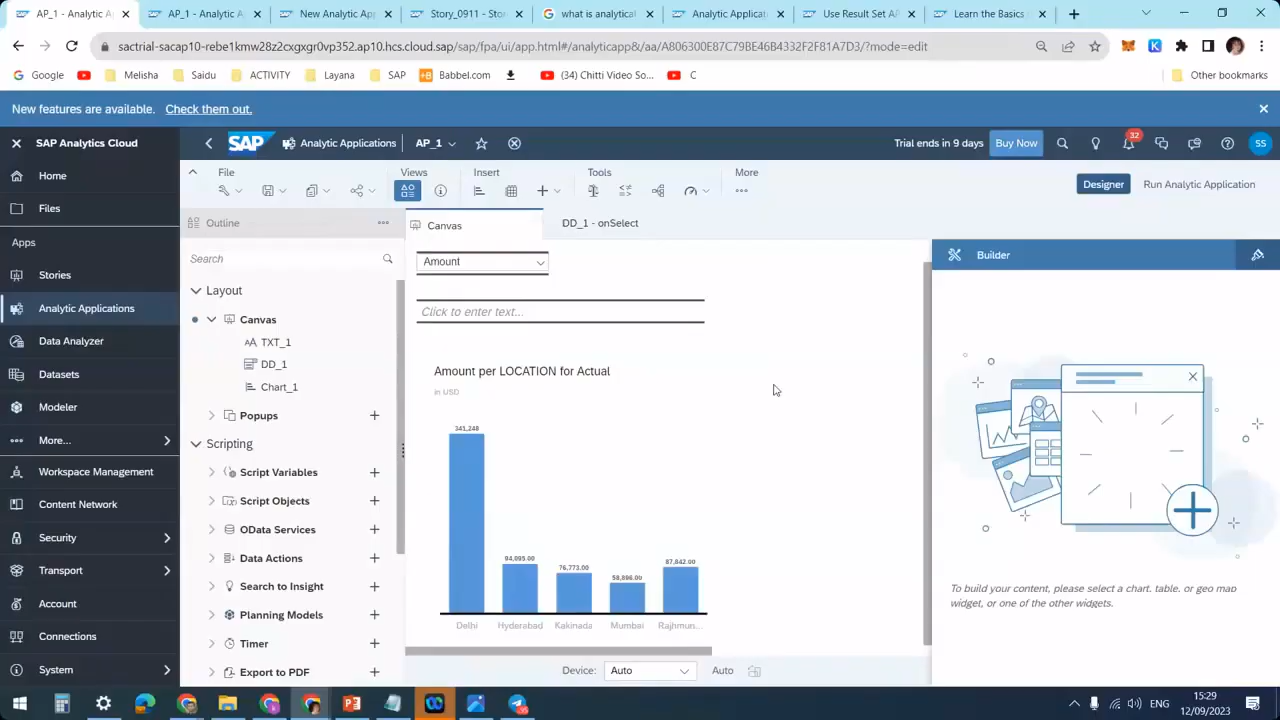 AP_1 - Analytic A
AP_1 - Analytic A
New Analytic App
Story_0911 - Sto
what is analytical
Analytic Applicat
Use Result Set AP
Learn the Basics
sactrial-sacap10-rebe1kmw28z2cxgxgr0vp352.ap10.hcs.cloud.sap/sap/fpa/ui/app.html#/analyticapp&/aa/A806300E87C79BE46B4332F2F81A7D3/?mode=edit
Google
Melisha
Saidu
ACTIVITY
Layana
SAP
Babbel.com
(34) Chitti Video So...
C
Other bookmarks
New features are available. Check them out.
SAP Analytics Cloud
SAP
Analytic Applications
AP_1
Trial ends in 9 days
Buy Now
32
SS
Home
Files
Apps
Stories
Analytic Applications
Data Analyzer
Datasets
Modeler
More...
Workspace Management
Content Network
Security
Transport
Account
Connections
System
File
Views
Insert
Tools
More
Designer
Run Analytic Application
Outline
Search
Layout
Canvas
TXT_1
DD_1
Chart_1
Popups
Scripting
Script Variables
Script Objects
OData Services
Data Actions
Search to Insight
Planning Models
Timer
Export to PDF
Canvas
DD_1 - onSelect
Amount
Click to enter text...
Amount per LOCATION for Actual
in USD
341,248
94,095.00
76,773.00
58,896.00
87,842.00
Delhi
Hyderabad
Kakinada
Mumbai
Rajhmun...
Device:
Auto
Auto
Builder
To build your content, please select a chart. table. or geo map
widget, or one of the other widgets.
ENG
15:29
12/09/2023